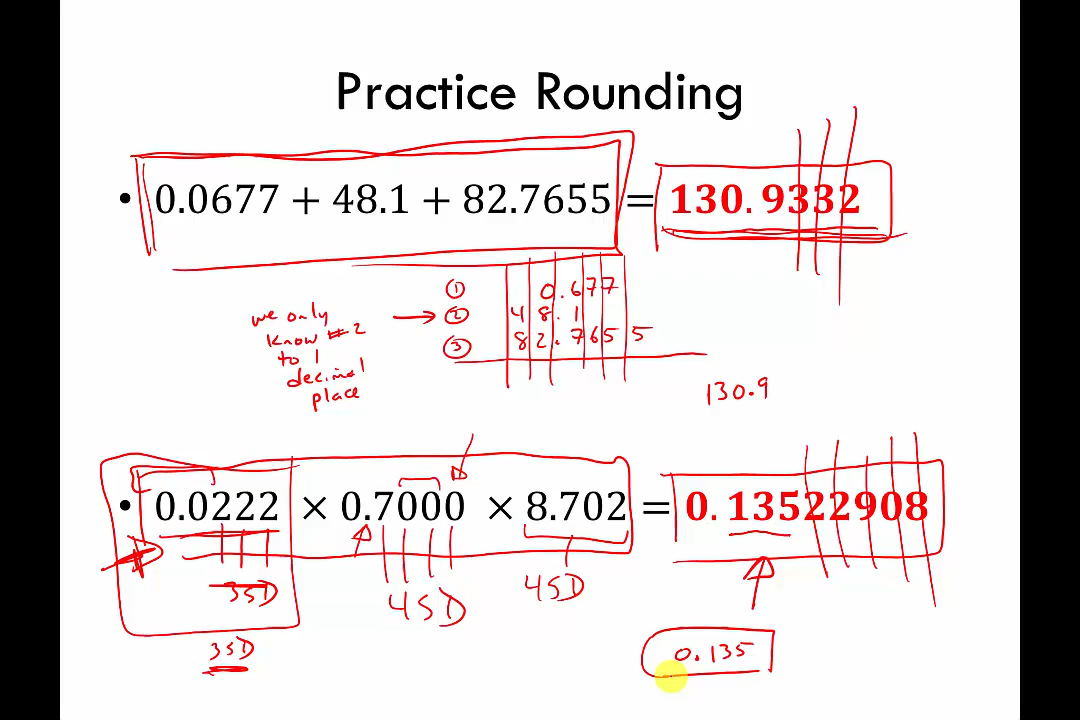 Practice Rounding
• 0.0677 + 48.1 + 82.7655 = 130.9332
① 0.677
we only → ② 48.1
know #2
to 1 ③ 82.7655
decimal
place
130.9
• 0.0222 × 0.7000 × 8.702 = 0.13522908
3SD 4SD 4SD
3SD 0.135